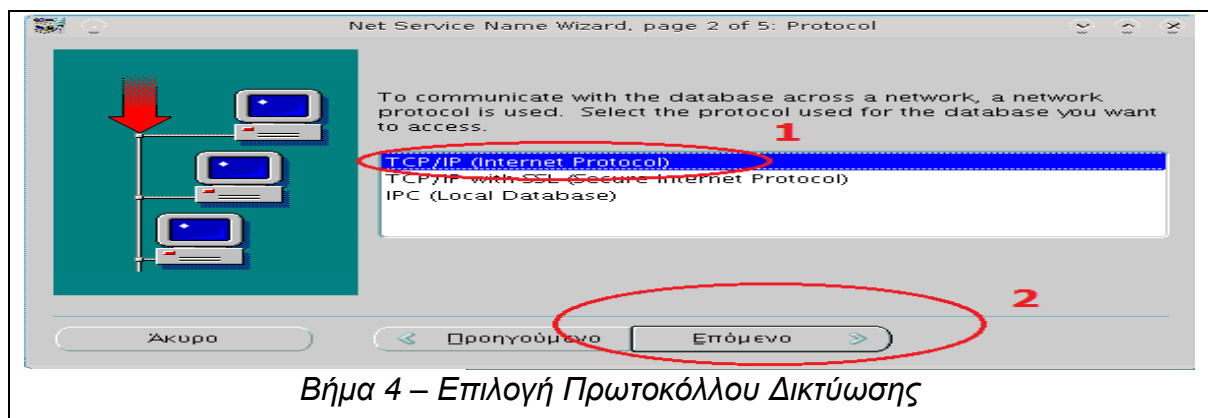 Net Service Name Wizard, page 2 of 5: Protocol
To communicate with the database across a network, a network
protocol is used. Select the protocol used for the database you want
to access.
1
TCP/IP (Internet Protocol)
TCP/IP with SSL (Secure Internet Protocol)
IPC (Local Database)
2
Άκυρο
Προηγούμενο
Επόμενο
Βήμα 4 – Επιλογή Πρωτοκόλλου Δικτύωσης